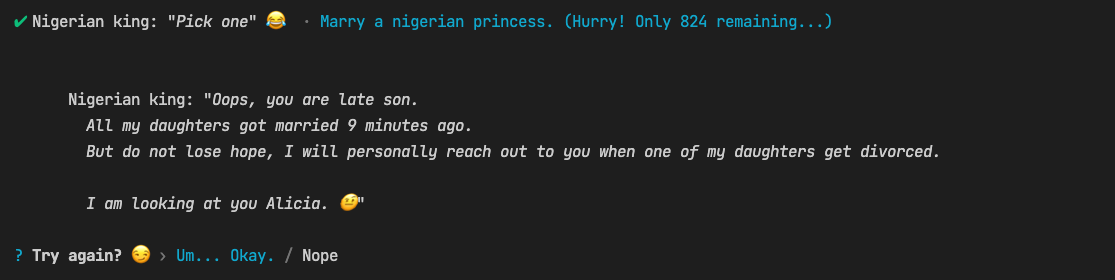 ✔ Nigerian king: "Pick one" 😂 · Marry a nigerian princess. (Hurry! Only 824 remaining...)
Nigerian king: "Oops, you are late son.
All my daughters got married 9 minutes ago.
But do not lose hope, I will personally reach out to you when one of my daughters get divorced.
I am looking at you Alicia. 🤨"
? Try again? 😏 › Um... Okay. / Nope